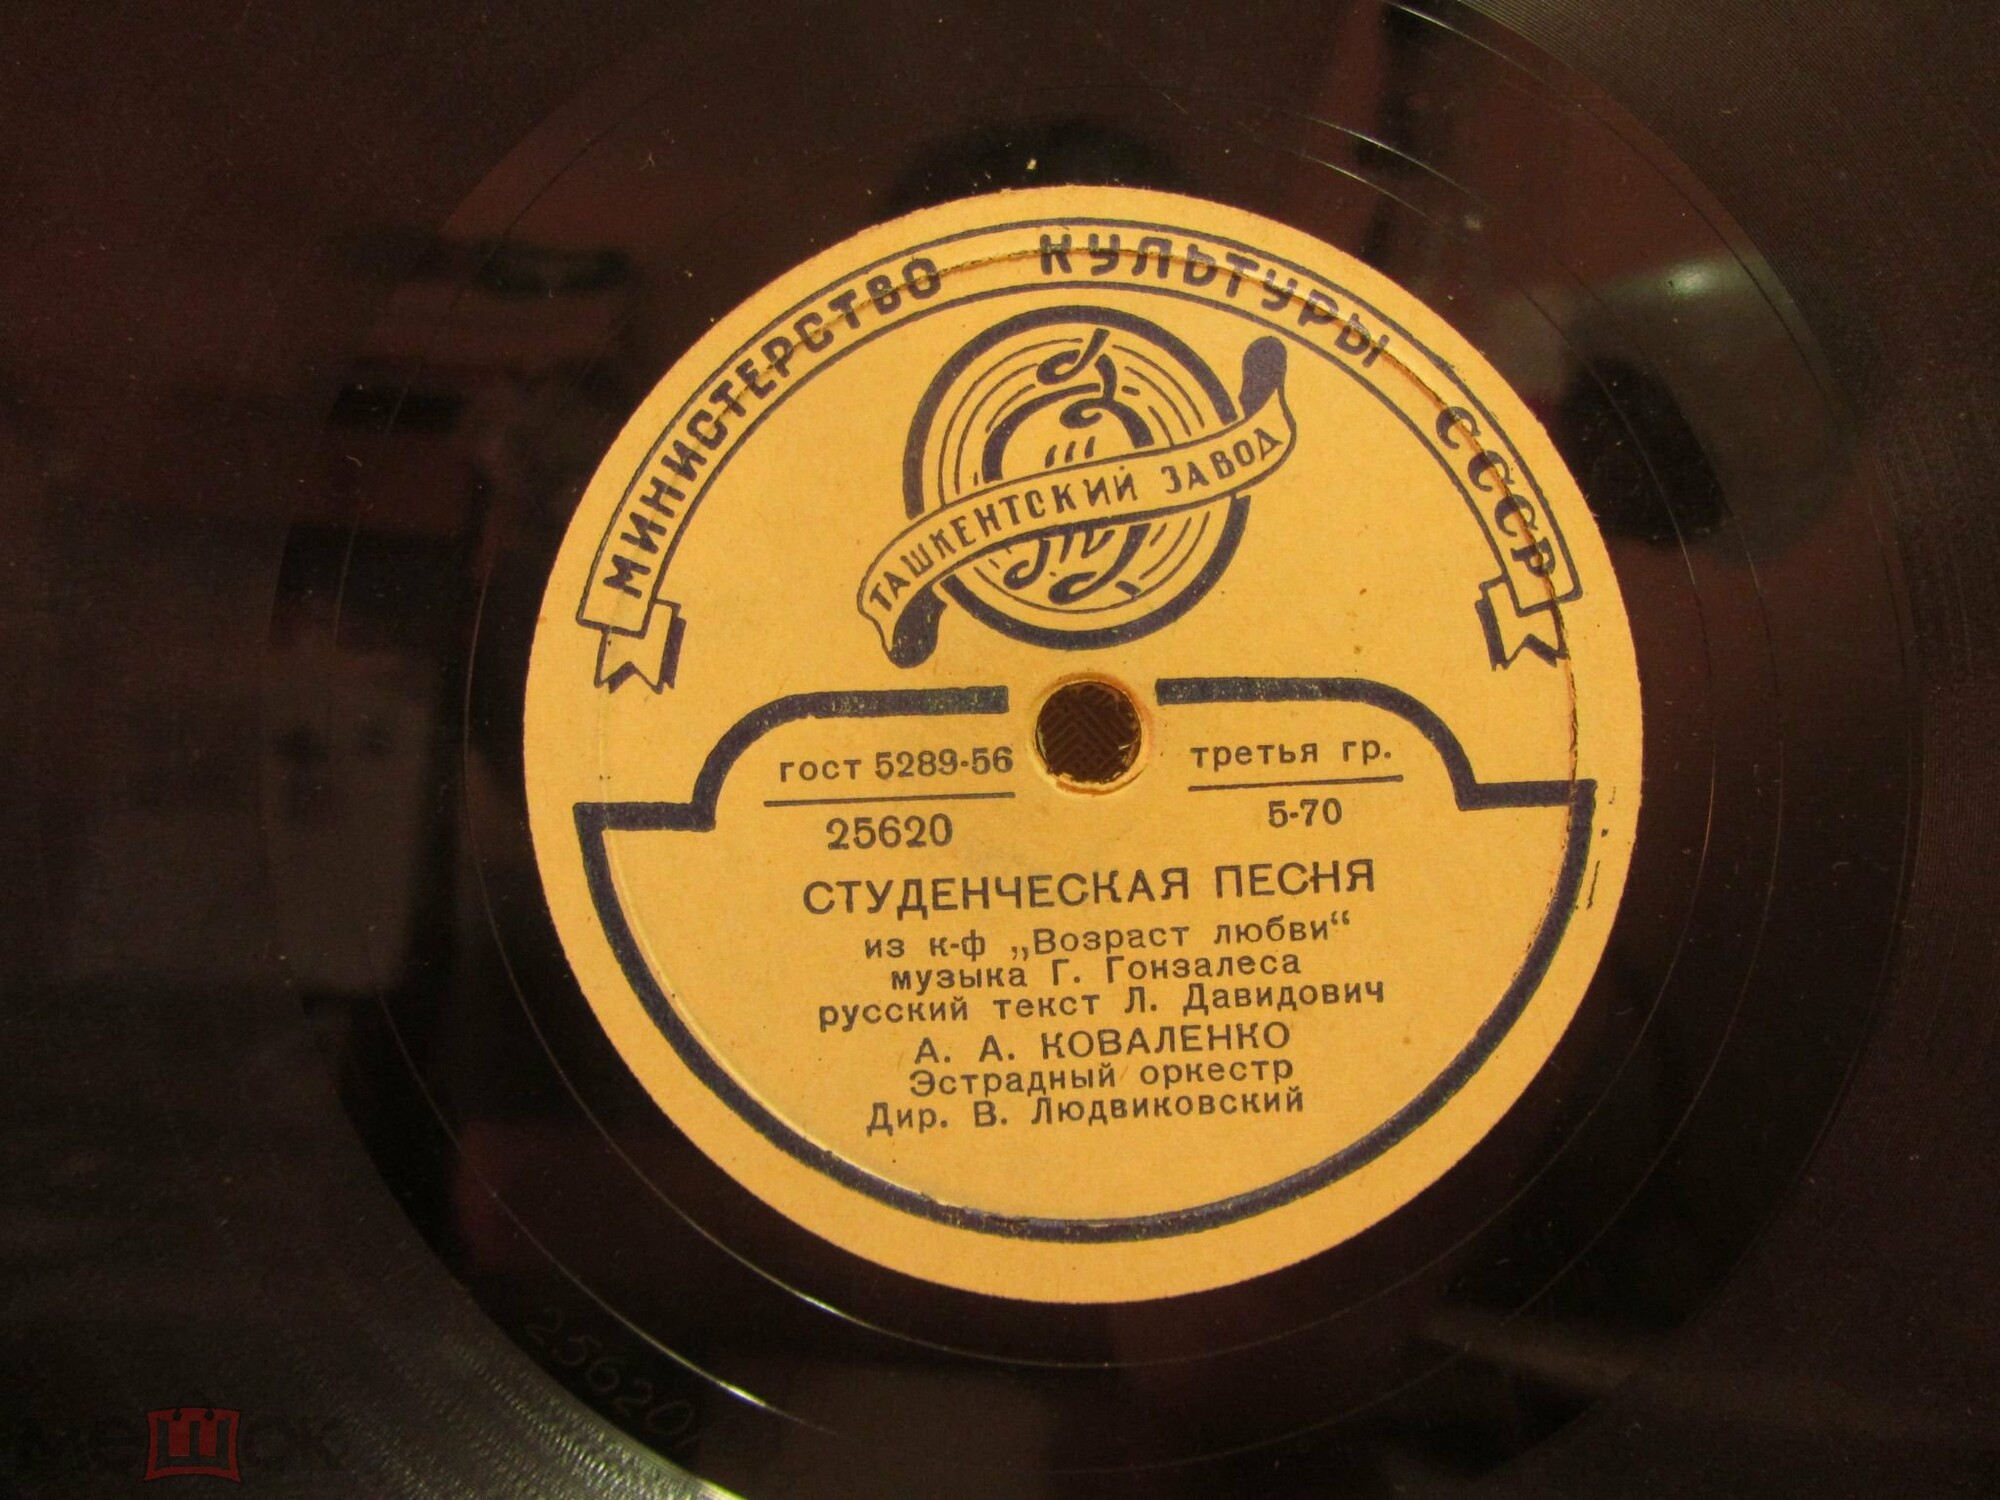 МИНИСТЕРСТВО КУЛЬТУРЫ СССР
ТАШКЕНТСКИЙ ЗАВОД
гост 5289-56
третья гр.
25620
5-70
СТУДЕНЧЕСКАЯ ПЕСНЯ
из к-ф „Возраст любви“
музыка Г. Гонзалеса
русский текст Л. Давидович
А. А. КОВАЛЕНКО
Эстрадный оркестр
Дир. В. Людвиковский
25620
мешок